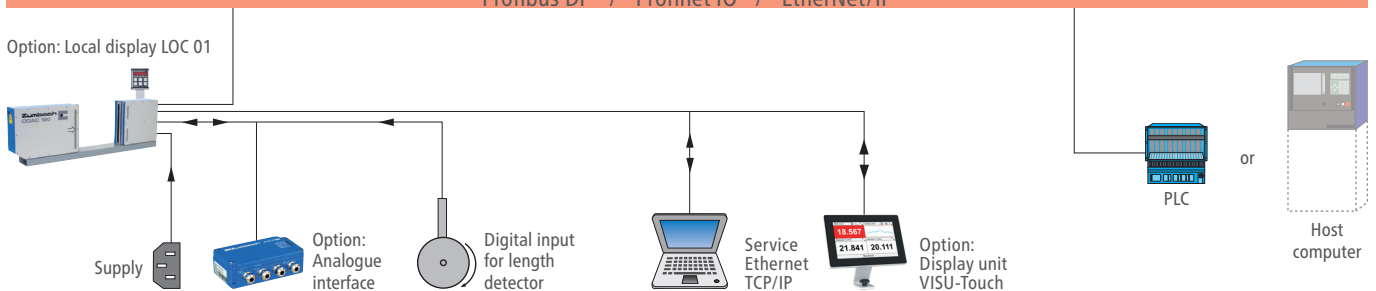 Profibus DP / Profinet IO / EtherNet/IP
Option: Local display LOC 01
Zumbach
ODAC 160
or
PLC
Host
computer
Supply
Option:
Analogue
interface
Digital input
for length
detector
Service
Ethernet
TCP/IP
18.567
21.841 20.111
Option:
Display unit
VISU-Touch